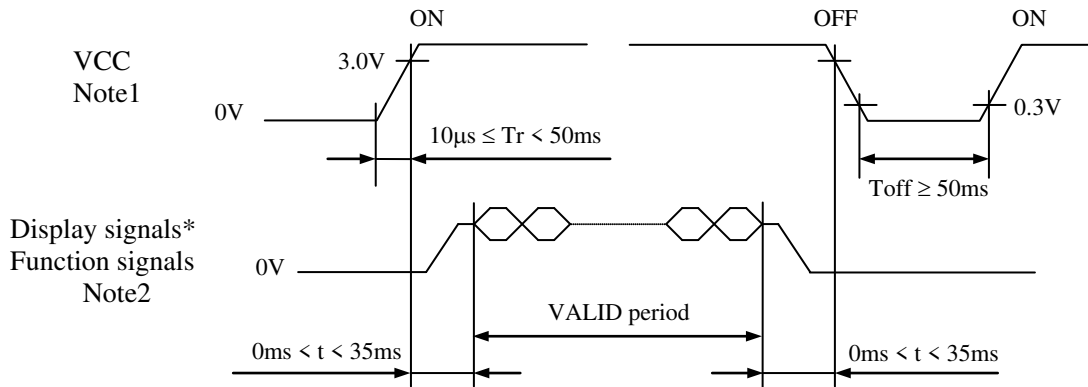 ON
OFF
ON
VCC
Note1
3.0V
0V
0.3V
10μs ≤ Tr < 50ms
Toff ≥ 50ms
Display signals*
Function signals
Note2
0V
VALID period
0ms < t < 35ms
0ms < t < 35ms